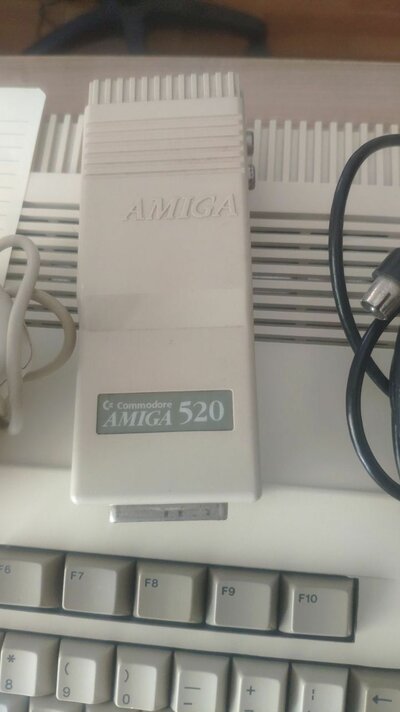 AMIGA
Commodore
AMIGA 520
F6
F7
F8
F9
F10
*
8
(
9
)
0
—
-
+
=
¦
\
←